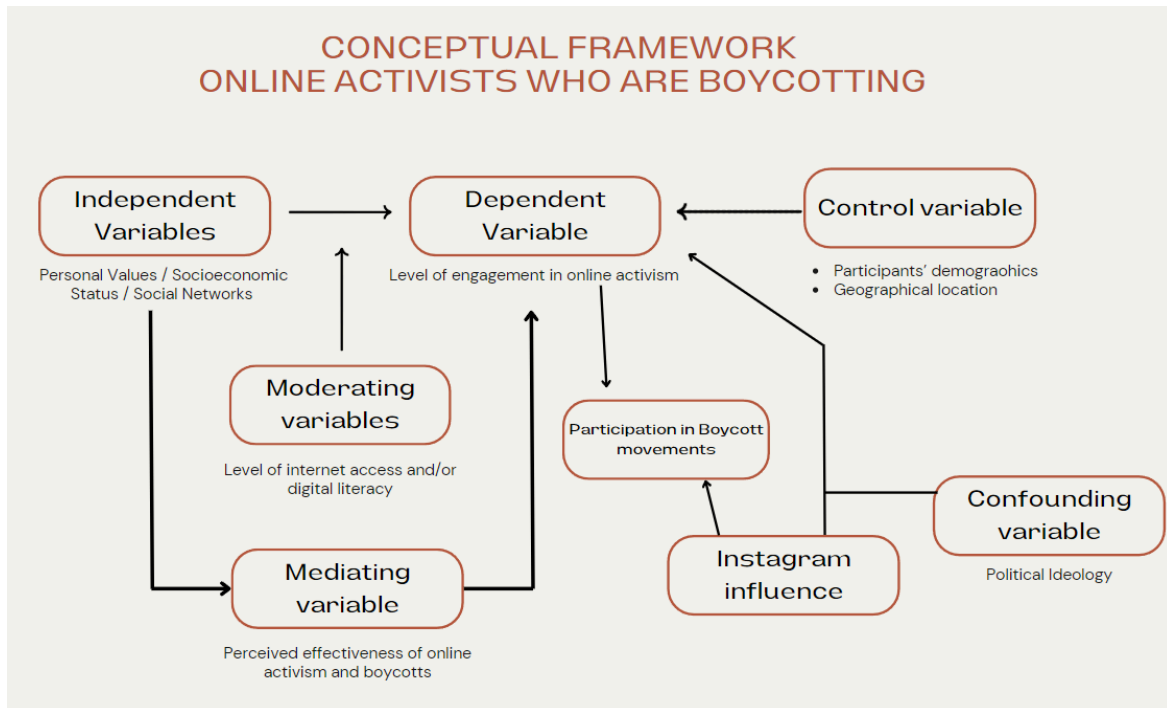 CONCEPTUAL FRAMEWORK
ONLINE ACTIVISTS WHO ARE BOYCOTTING
Independent
Variables
Personal Values / Socioeconomic
Status / Social Networks
Dependent
Variable
Level of engagement in online activism
Control variable
• Participants’ demograohics
• Geographical location
Moderating
variables
Level of internet access and/or
digital literacy
Participation in Boycott
movements
Mediating
variable
Perceived effectiveness of online
activism and boycotts
Instagram
influence
Confounding
variable
Political Ideology